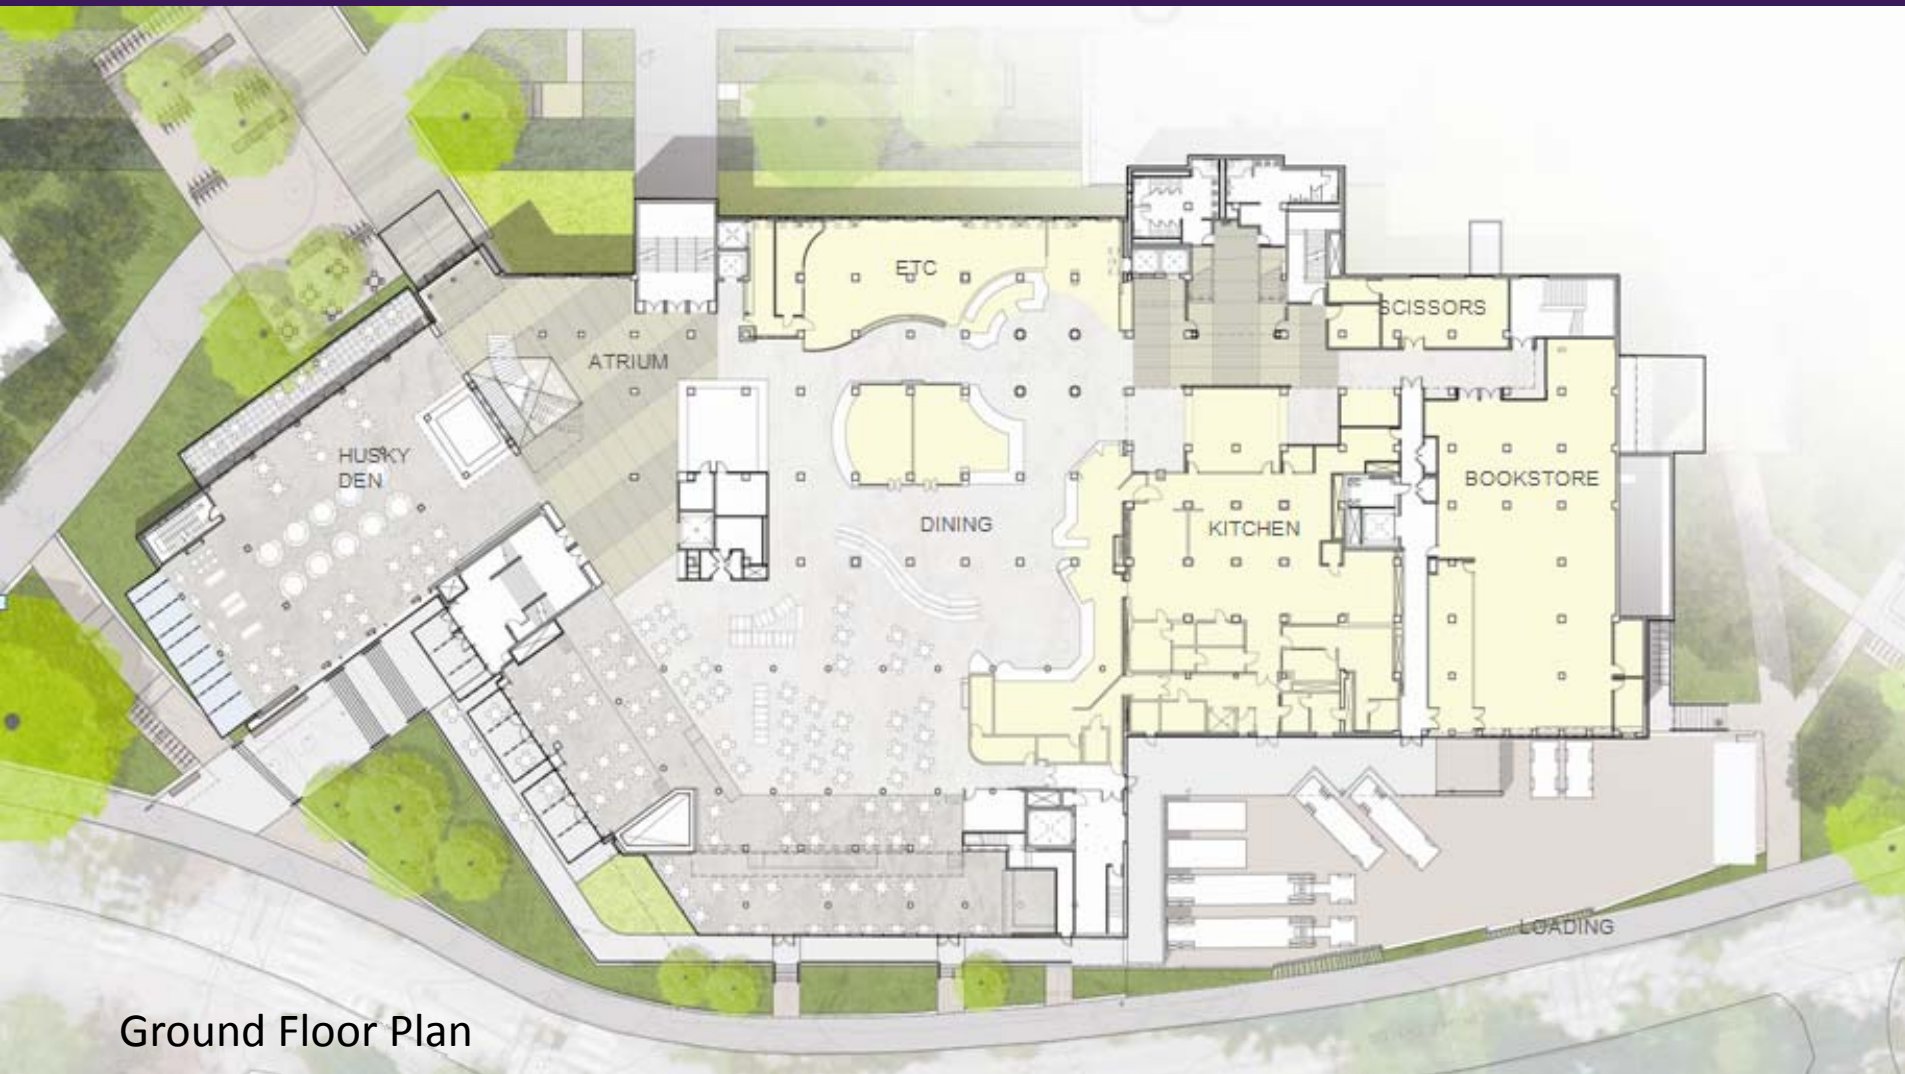 ETC
SCISSORS
ATRIUM
HUSKY
DEN
BOOKSTORE
DINING
KITCHEN
LOADING
Ground Floor Plan